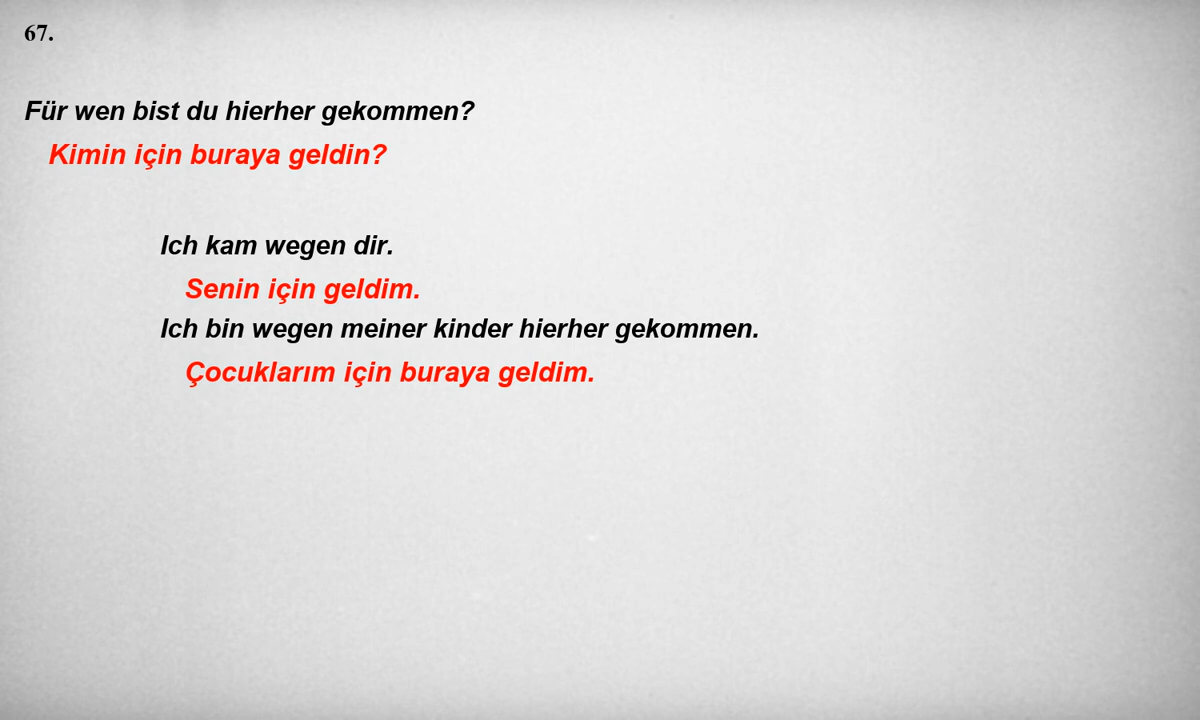 67.
Für wen bist du hierher gekommen?
Kimin için buraya geldin?
Ich kam wegen dir.
Senin için geldim.
Ich bin wegen meiner kinder hierher gekommen.
Çocuklarım için buraya geldim.